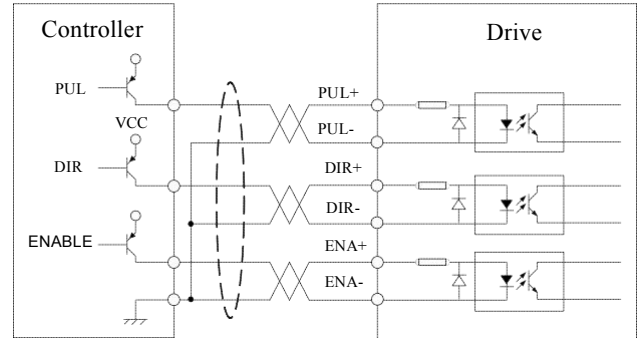 Controller
Drive
PUL
PUL+
VCC
PUL-
DIR
DIR+
DIR-
ENABLE
ENA+
ENA-